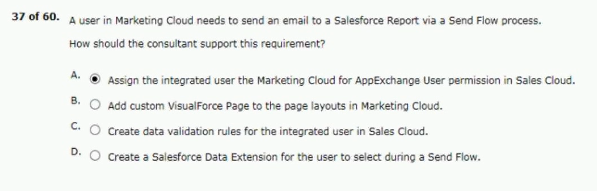 37 of 60. A user in Marketing Cloud needs to send an email to a Salesforce Report via a Send Flow process.
How should the consultant support this requirement?
A. Assign the integrated user the Marketing Cloud for AppExchange User permission in Sales Cloud.
B. Add custom VisualForce Page to the page layouts in Marketing Cloud.
C. Create data validation rules for the integrated user in Sales Cloud.
D. Create a Salesforce Data Extension for the user to select during a Send Flow.